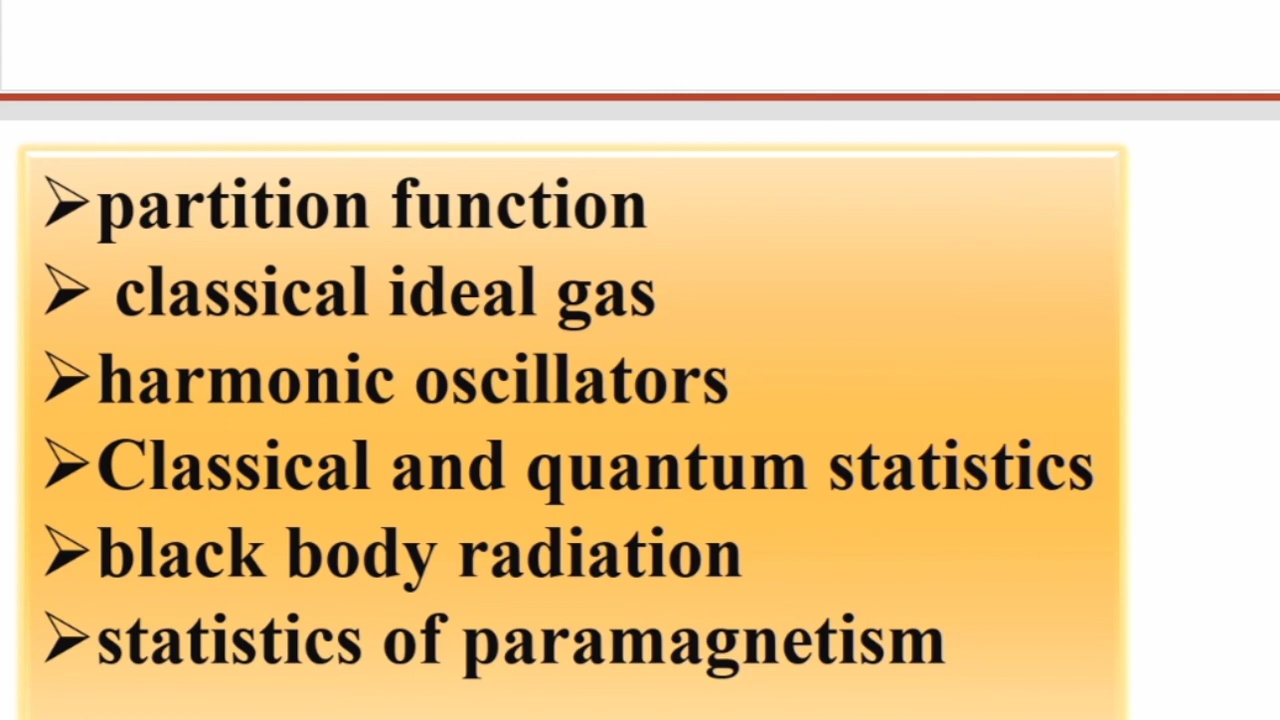 ➢partition function
➢ classical ideal gas
➢harmonic oscillators
➢Classical and quantum statistics
➢black body radiation
➢statistics of paramagnetism